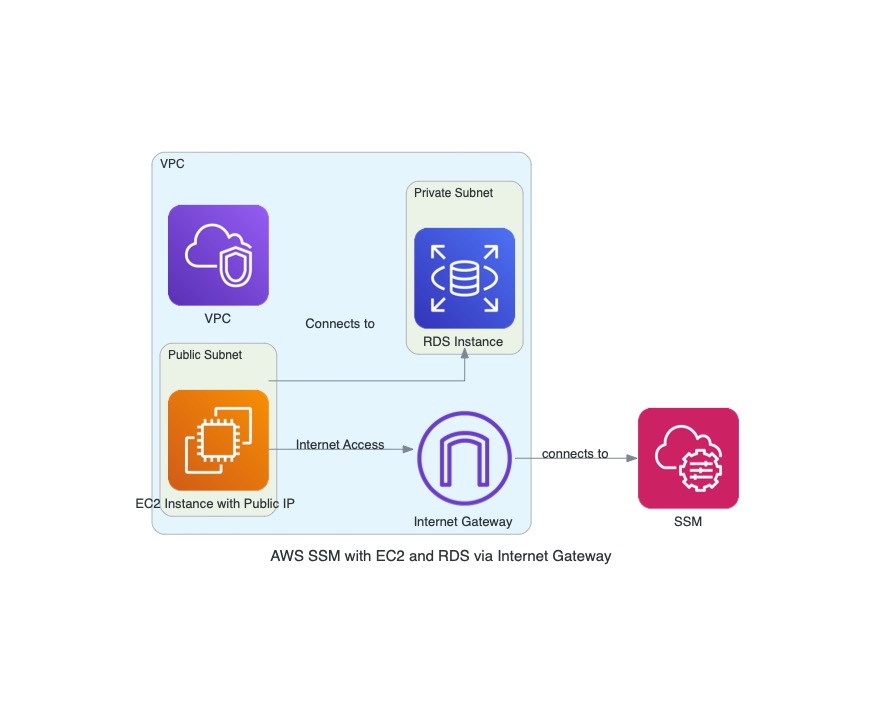 VPC
Private Subnet
VPC
Connects to
RDS Instance
Public Subnet
Internet Access
connects to
EC2 Instance with Public IP
Internet Gateway
SSM
AWS SSM with EC2 and RDS via Internet Gateway